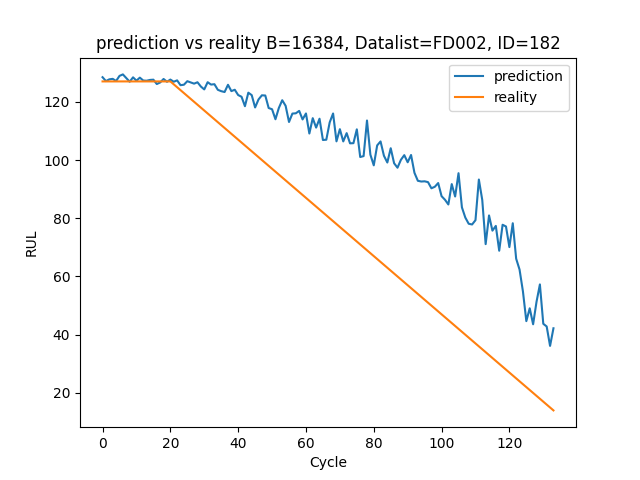 prediction vs reality B=16384, Datalist=FD002, ID=182
prediction
reality
RUL
120
100
80
60
40
20
0 20 40 60 80 100 120
Cycle